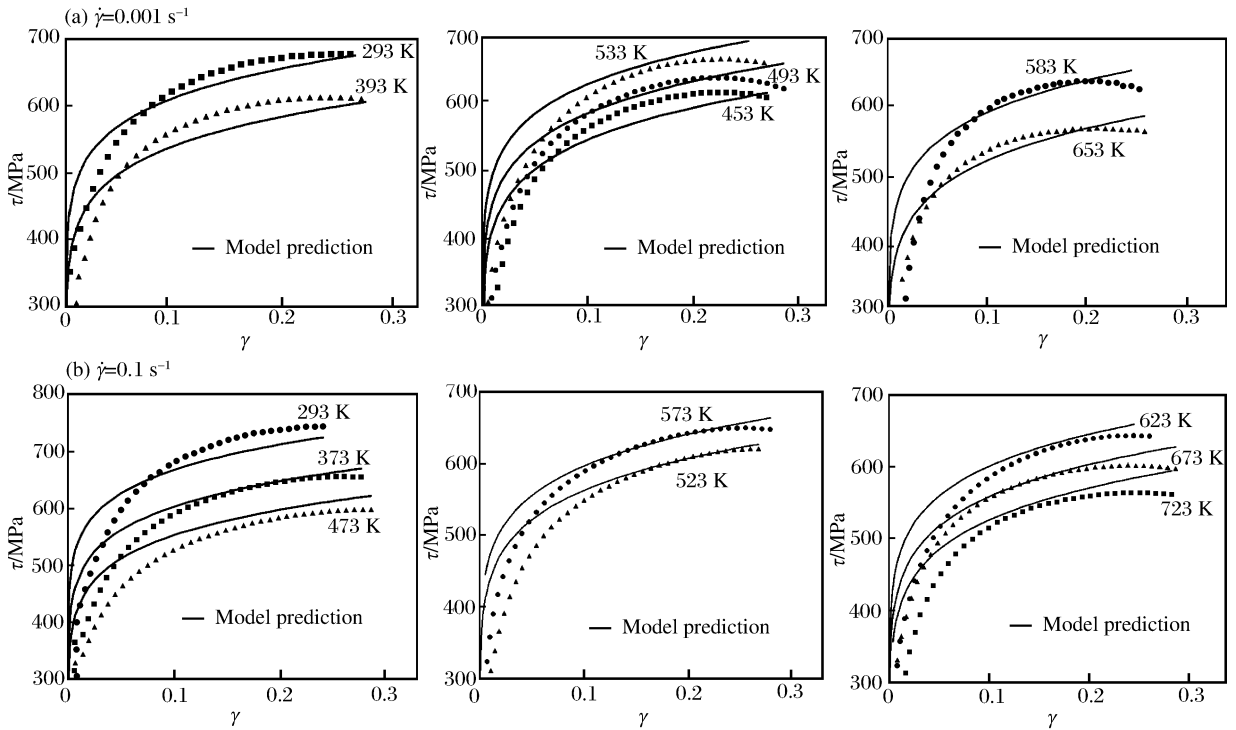 (a) γ̇=0.001 s⁻¹
700
600
500
400
300
0
0.1
0.2
0.3
τ/MPa
γ
293 K
393 K
Model prediction
700
600
500
400
300
0
0.1
0.2
0.3
τ/MPa
γ
533 K
493 K
453 K
Model prediction
700
600
500
400
300
0
0.1
0.2
0.3
τ/MPa
γ
583 K
653 K
Model prediction
(b) γ̇=0.1 s⁻¹
800
700
600
500
400
300
0
0.1
0.2
0.3
τ/MPa
γ
293 K
373 K
473 K
Model prediction
700
600
500
400
300
0
0.1
0.2
0.3
τ/MPa
γ
573 K
523 K
Model prediction
700
600
500
400
300
0
0.1
0.2
0.3
τ/MPa
γ
623 K
673 K
723 K
Model prediction